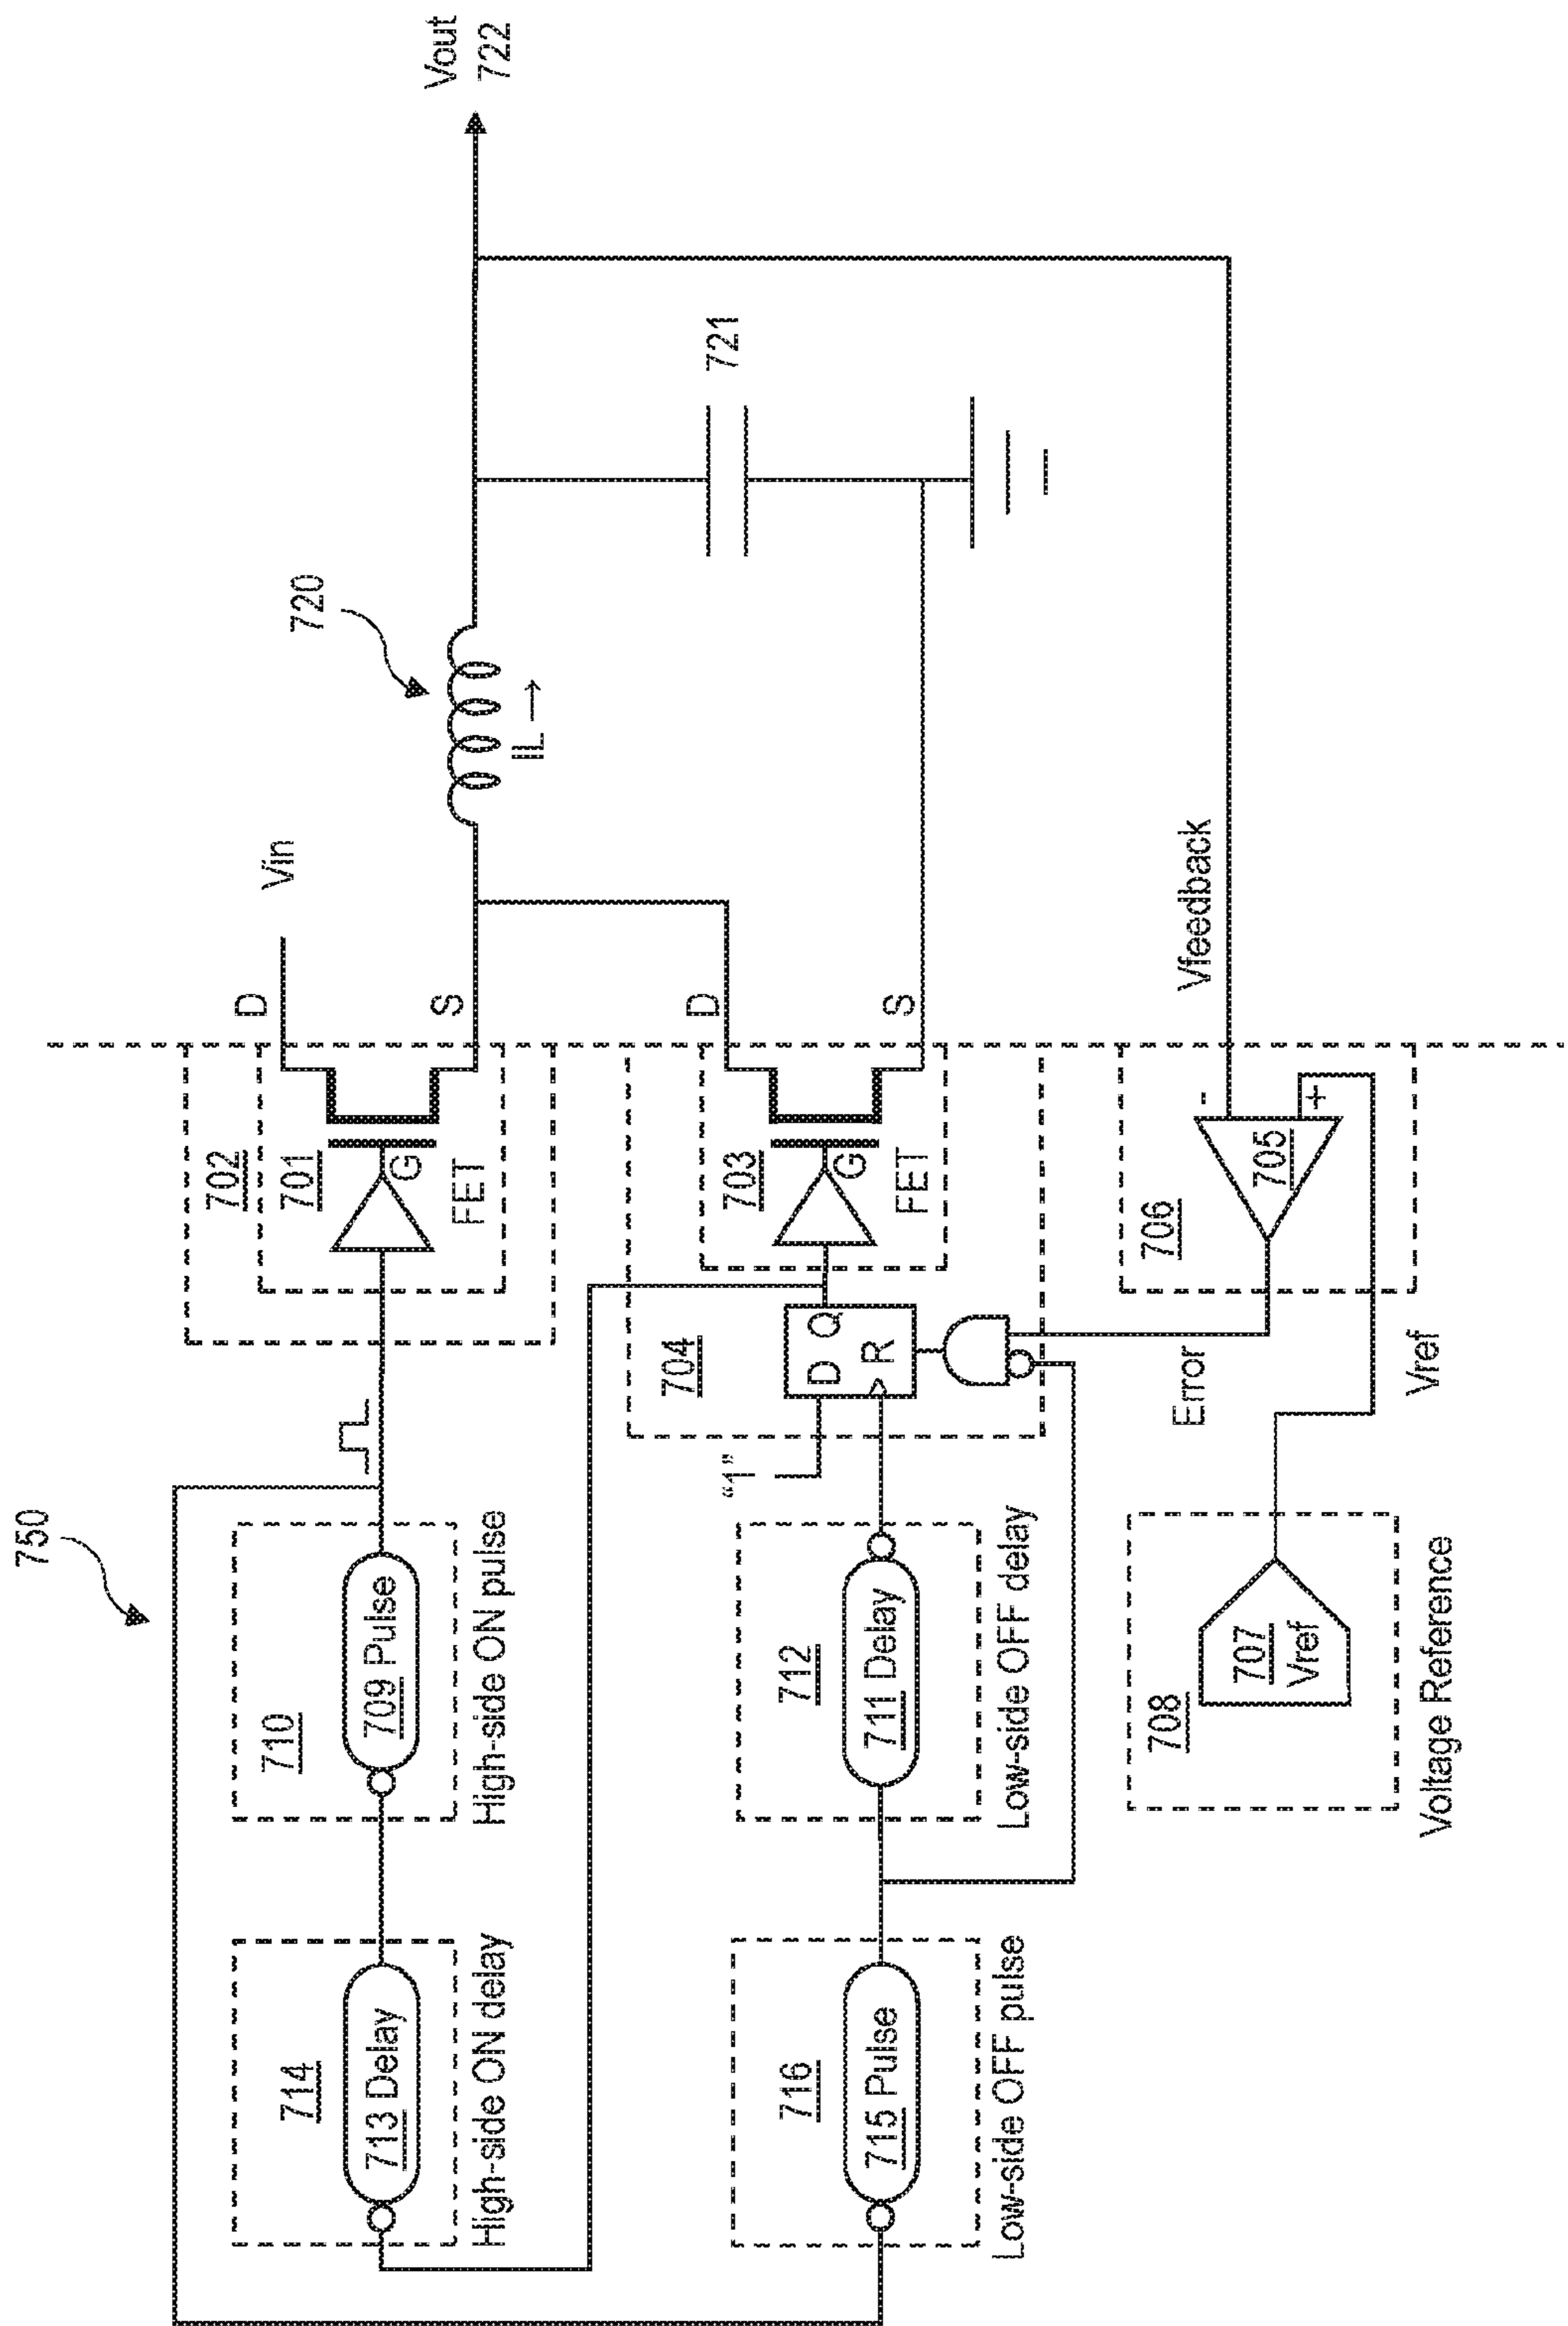 750
Vout
722
720
IL
721
Vin
D
S
D
S
Vfeedback
702
701
G
FET
703
G
FET
704
D Q
R
"1"
706
705
-
+
Error
Vref
710
709 Pulse
High-side ON pulse
714
713 Delay
High-side ON delay
712
711 Delay
Low-side OFF delay
716
715 Pulse
Low-side OFF pulse
708
707
Vref
Voltage Reference